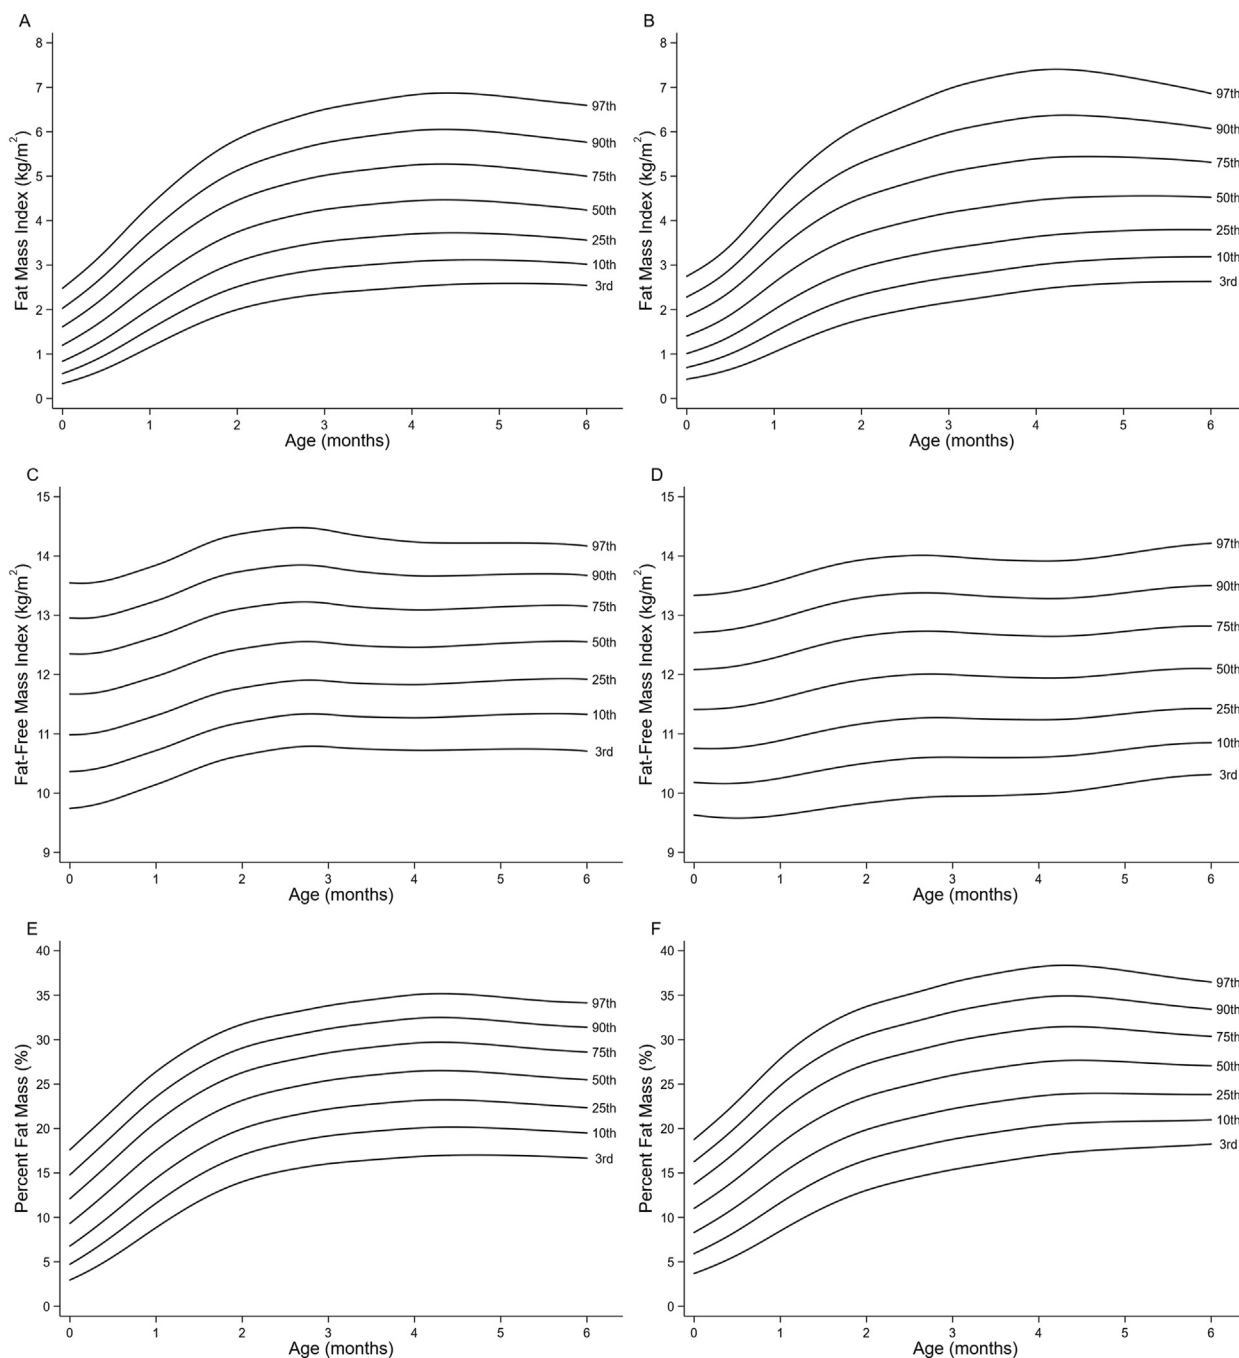 A
Fat Mass Index (kg/m²)
8
7
6
5
4
3
2
1
0
97th
90th
75th
50th
25th
10th
3rd
0 1 2 3 4 5 6
Age (months)
B
Fat Mass Index (kg/m²)
8
7
6
5
4
3
2
1
0
97th
90th
75th
50th
25th
10th
3rd
0 1 2 3 4 5 6
Age (months)
C
Fat-Free Mass Index (kg/m²)
15
14
13
12
11
10
9
97th
90th
75th
50th
25th
10th
3rd
0 1 2 3 4 5 6
Age (months)
D
Fat-Free Mass Index (kg/m²)
15
14
13
12
11
10
9
97th
90th
75th
50th
25th
10th
3rd
0 1 2 3 4 5 6
Age (months)
E
Percent Fat Mass (%)
40
35
30
25
20
15
10
5
0
97th
90th
75th
50th
25th
10th
3rd
0 1 2 3 4 5 6
Age (months)
F
Percent Fat Mass (%)
40
35
30
25
20
15
10
5
0
97th
90th
75th
50th
25th
10th
3rd
0 1 2 3 4 5 6
Age (months)